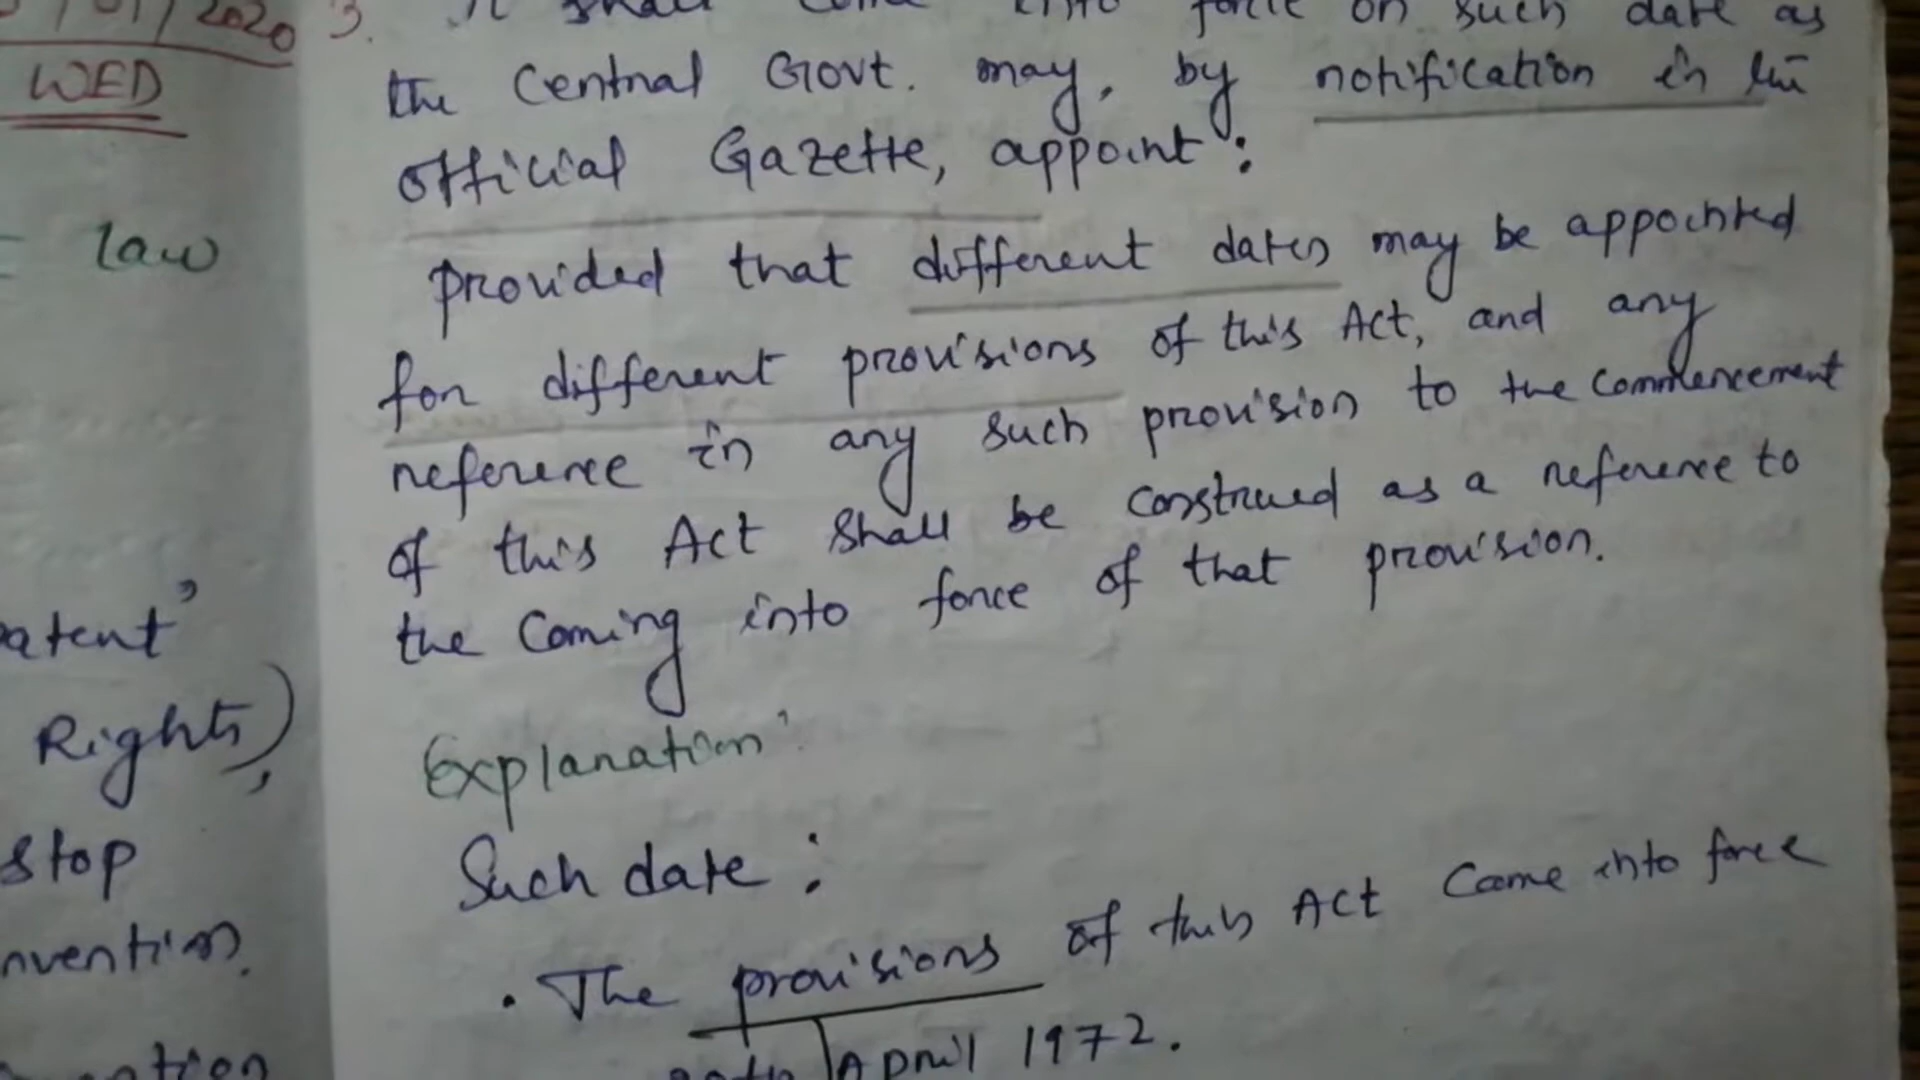 /01/2020
WED
law
patent'
Rights),
stop
nvention.
3. It shall come into force on such date as
the Central Govt. may, by notification in the
official Gazette, appoint:
provided that different dates may be appointed
for different provisions of this Act, and any
reference in any such provision to the commencement
of this Act shall be construed as a reference to
the coming into force of that provision.
Explanation:
Such date:
. The provisions of this Act came into force
April 1972.